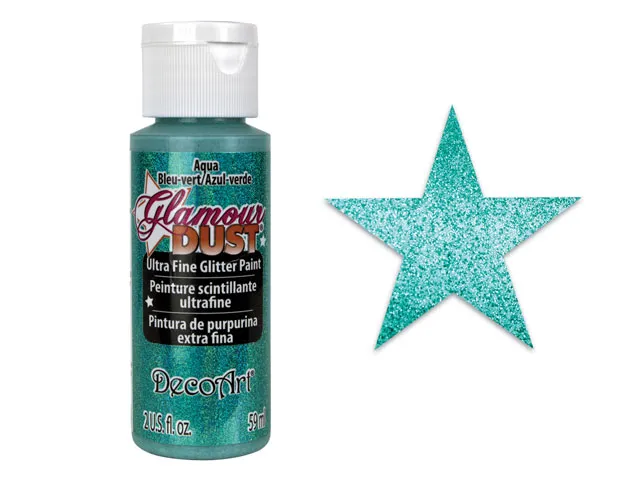 Aqua
Bleu-vert/Azul-verde
Glamour
DUST®
Ultra Fine Glitter Paint
Peinture scintillante
ultrafine
Pintura de purpurina
extra fina
DecoArt®
2 U.S. fl. oz. 59 ml